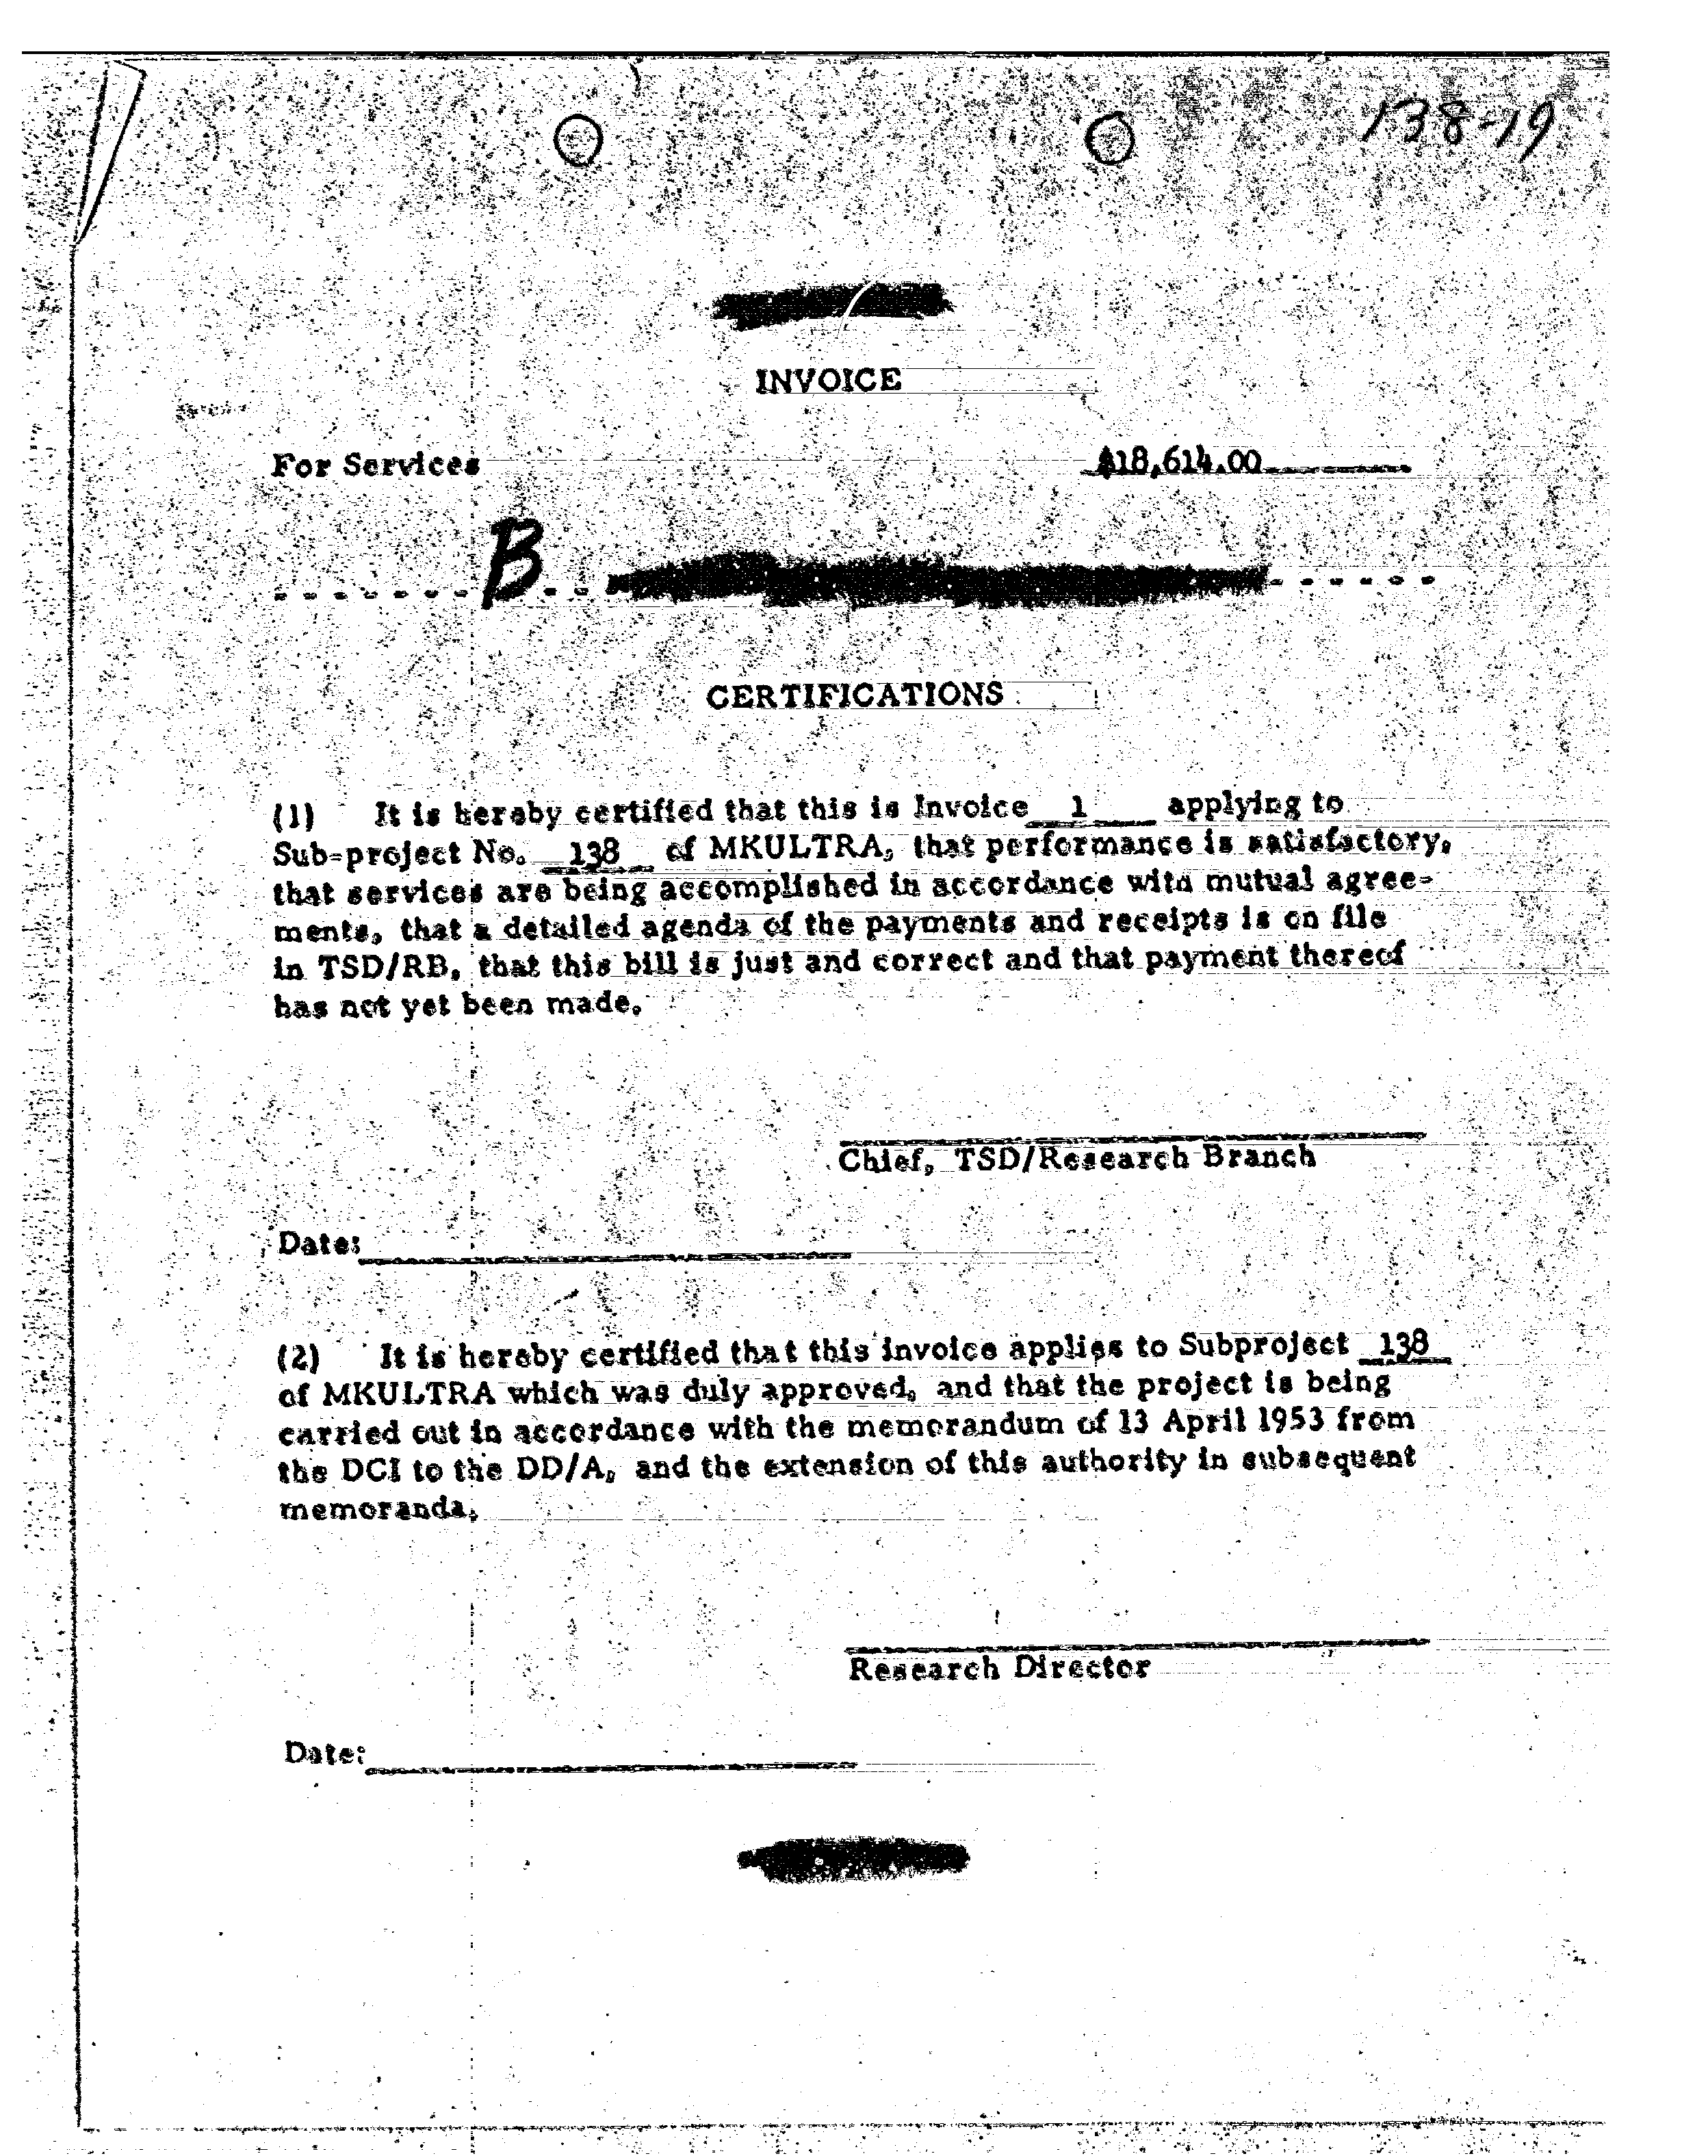 138-19
INVOICE
For Services $18,614.00
B
CERTIFICATIONS
(1) It is hereby certified that this is Invoice 1 applying to
Sub-project No. 138 of MKULTRA, that performance is satisfactory,
that services are being accomplished in accordance with mutual agree-
ments, that a detailed agenda of the payments and receipts is on file
in TSD/RB, that this bill is just and correct and that payment thereof
has not yet been made.
Chief, TSD/Research Branch
Date:
(2) It is hereby certified that this invoice applies to Subproject 138
of MKULTRA which was duly approved, and that the project is being
carried out in accordance with the memorandum of 13 April 1953 from
the DCI to the DD/A, and the extension of this authority in subsequent
memoranda.
Research Director
Date: